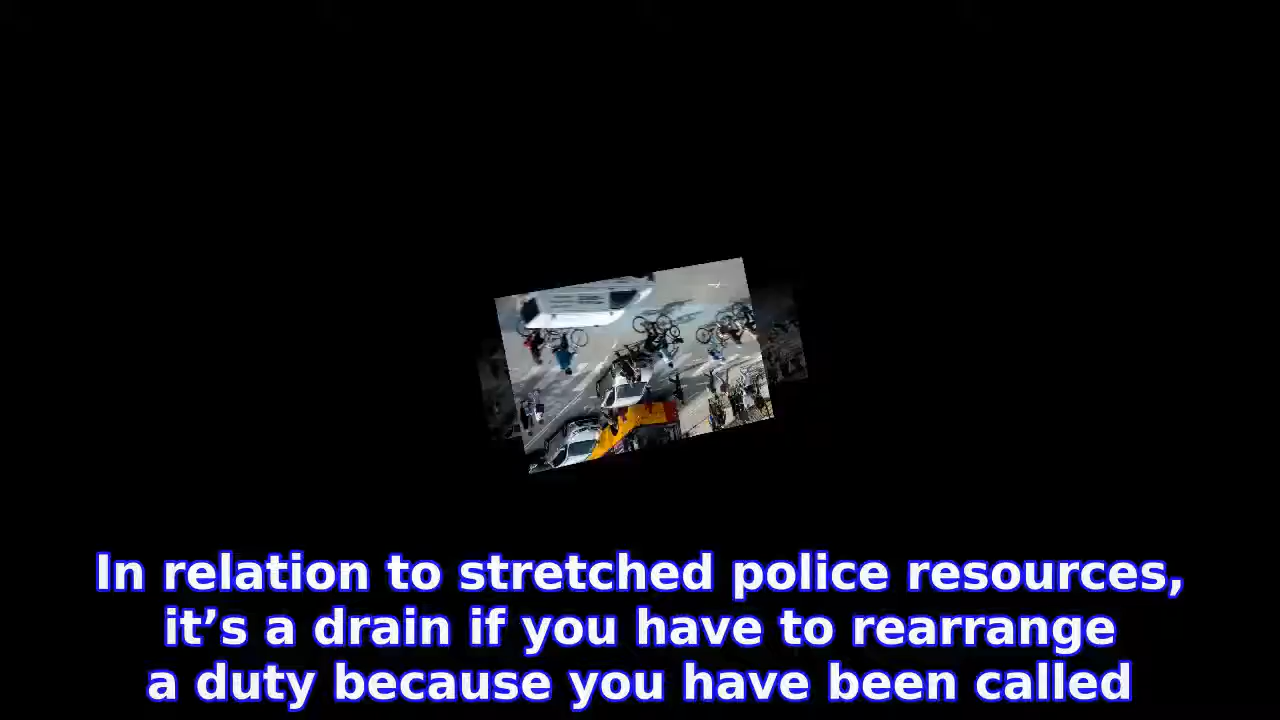 In relation to stretched police resources,
it’s a drain if you have to rearrange
a duty because you have been called